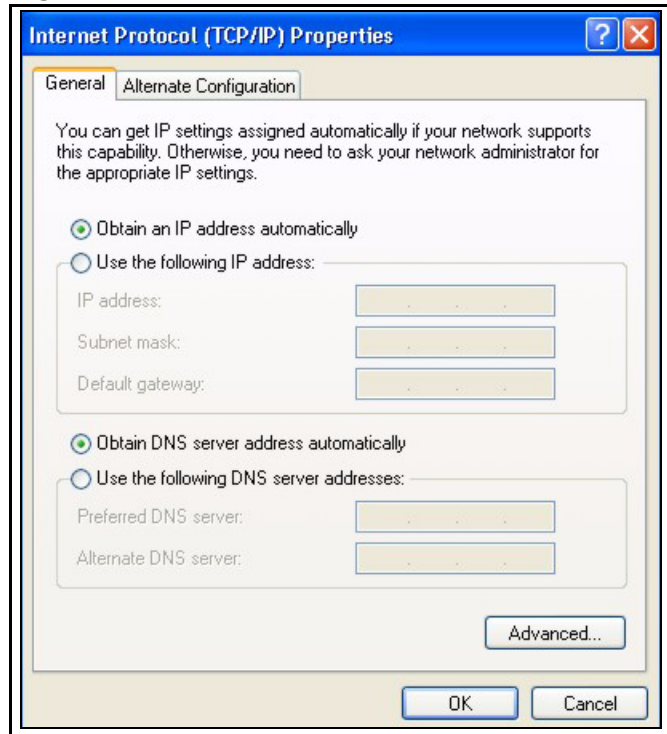 Internet Protocol (TCP/IP) Properties
General
Alternate Configuration
You can get IP settings assigned automatically if your network supports
this capability. Otherwise, you need to ask your network administrator for
the appropriate IP settings.
Obtain an IP address automatically
Use the following IP address:
IP address:
Subnet mask:
Default gateway:
Obtain DNS server address automatically
Use the following DNS server addresses:
Preferred DNS server:
Alternate DNS server:
Advanced...
OK
Cancel